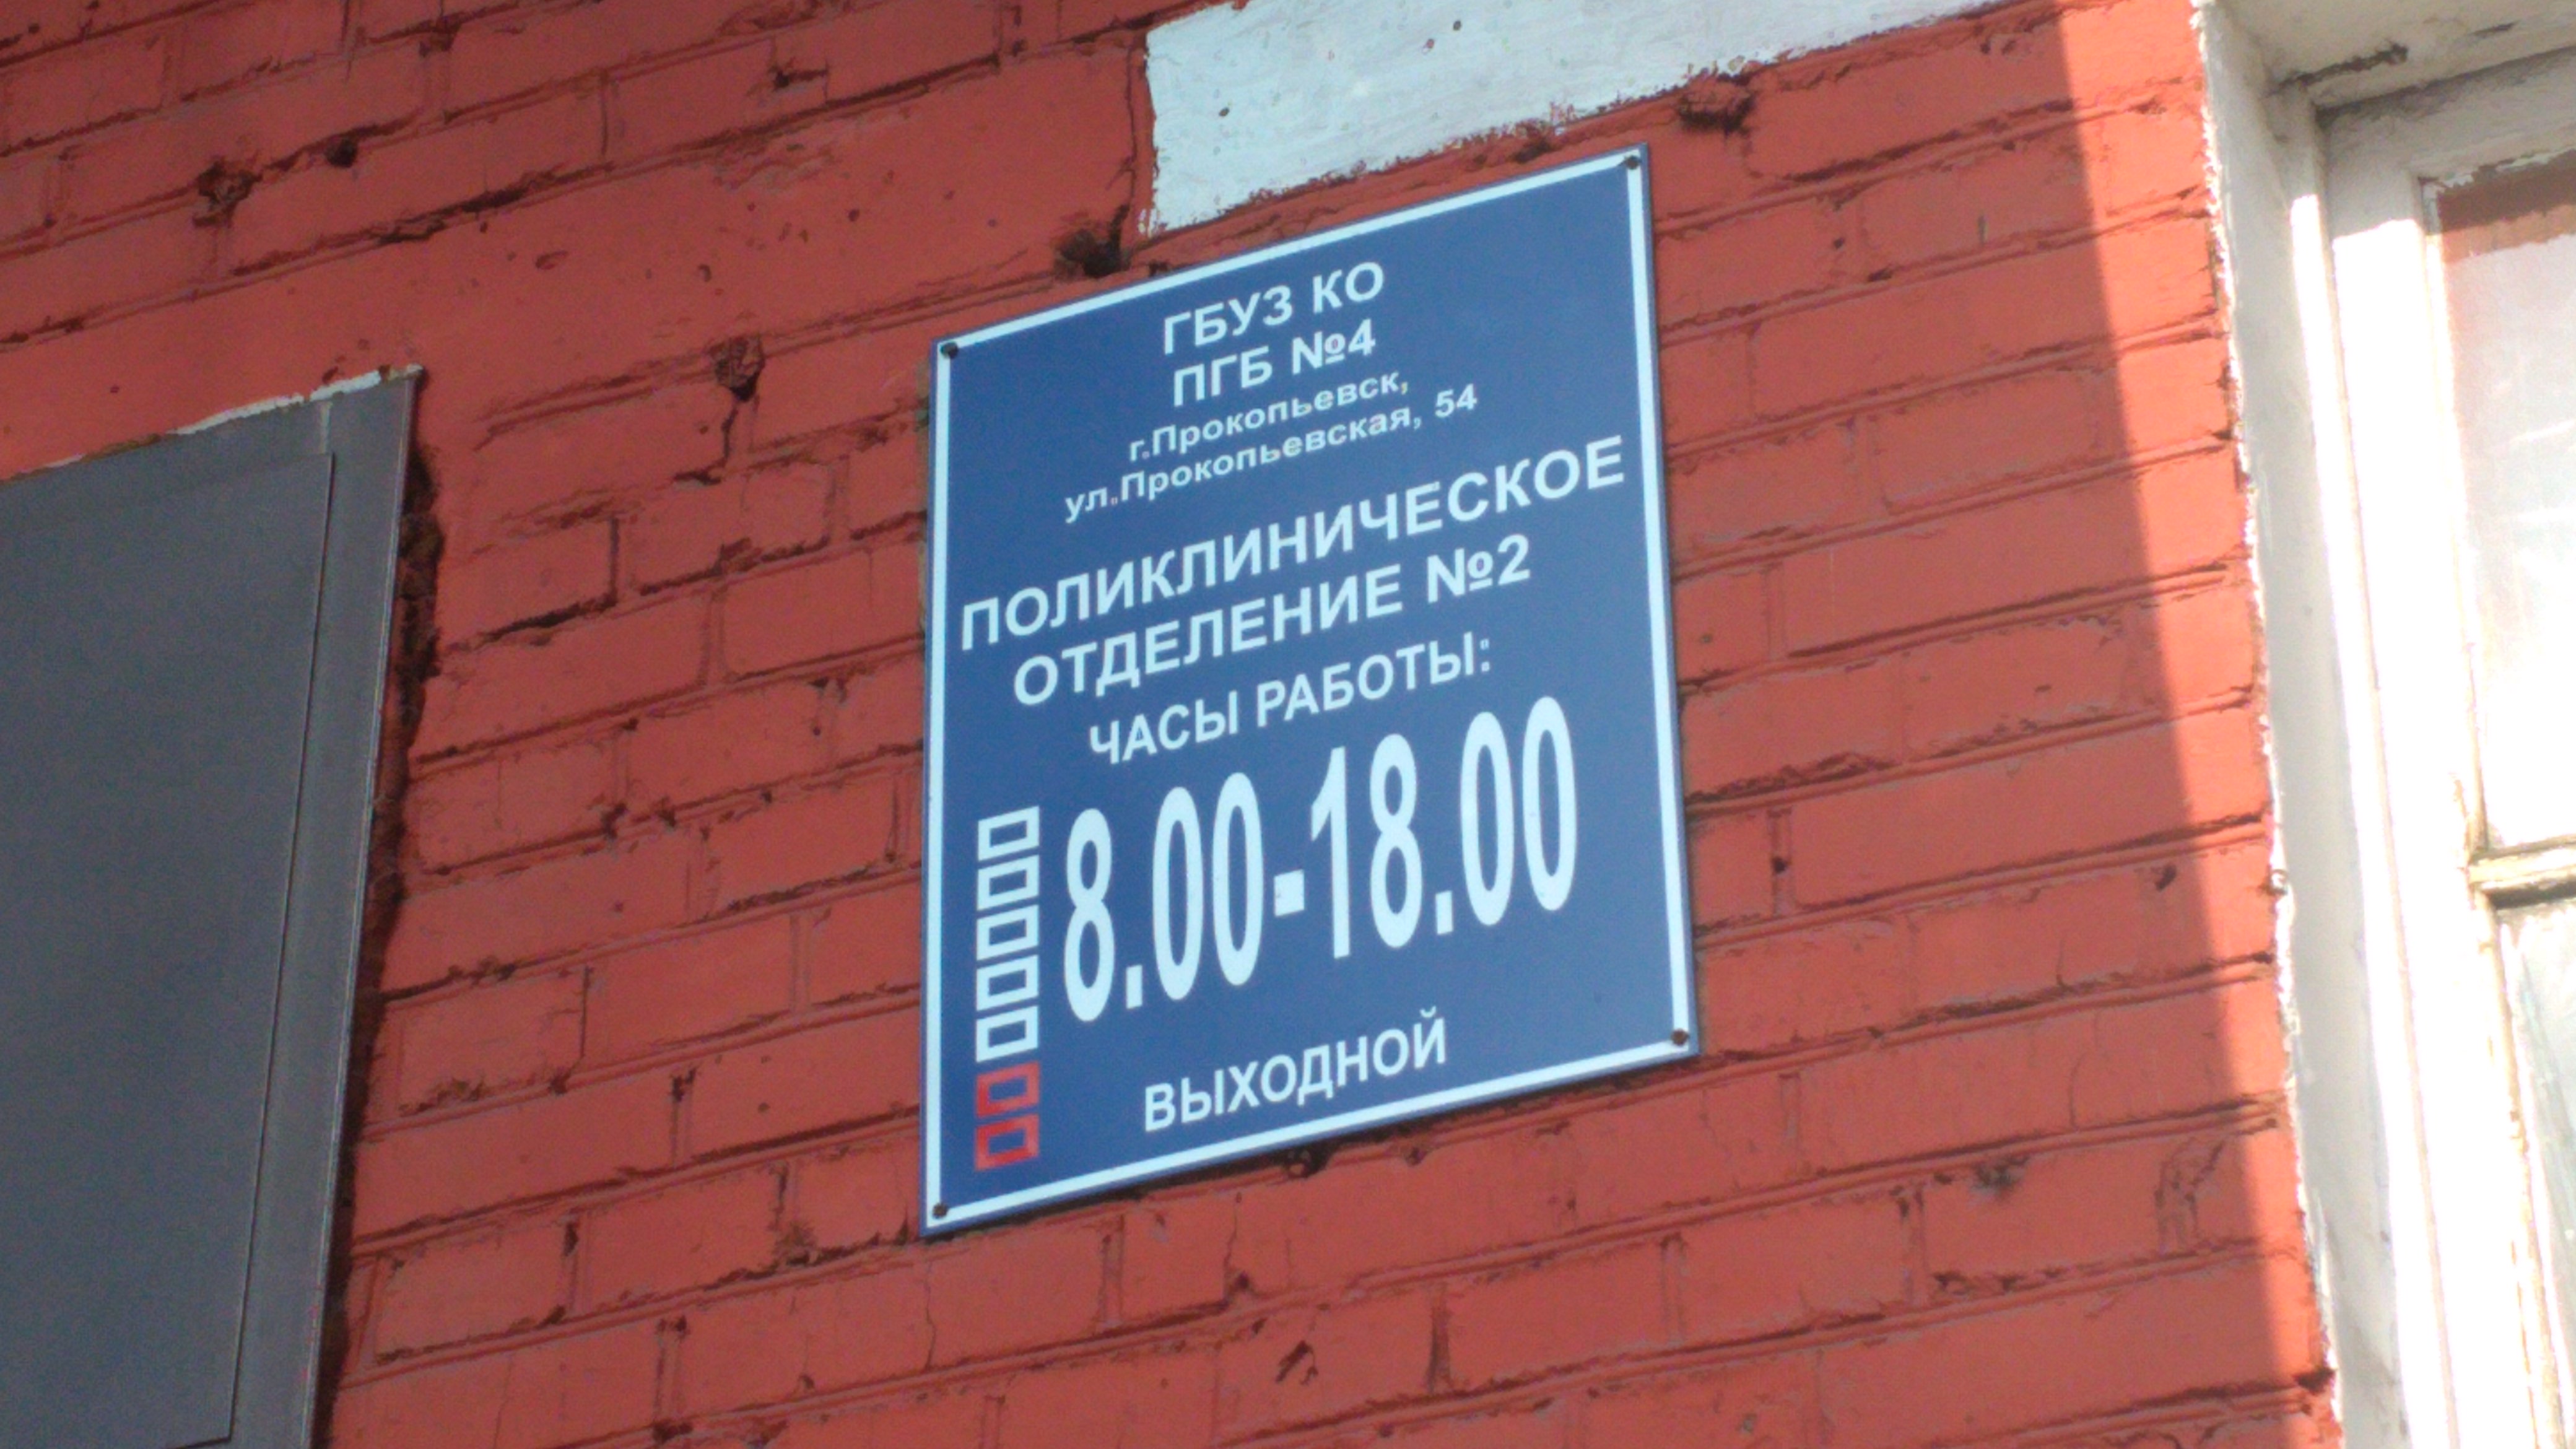 ГБУЗ КО
ПГБ №4
г.Прокопьевск,
ул.Прокопьевская, 54
ПОЛИКЛИНИЧЕСКОЕ
ОТДЕЛЕНИЕ №2
ЧАСЫ РАБОТЫ:
8.00-18.00
ВЫХОДНОЙ